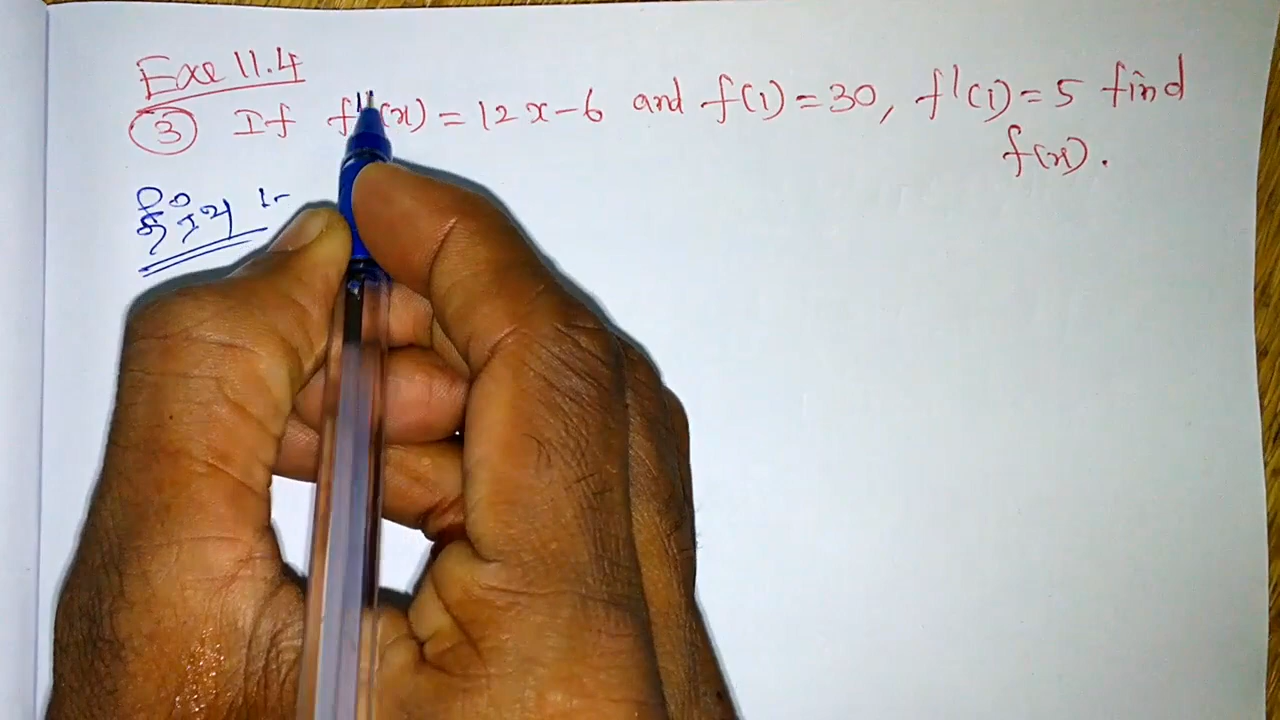 Exe 11.4
③ If f''(x) = 12x-6 and f(1) = 30, f'(1) = 5 find
f(x).
தீர்வு :-